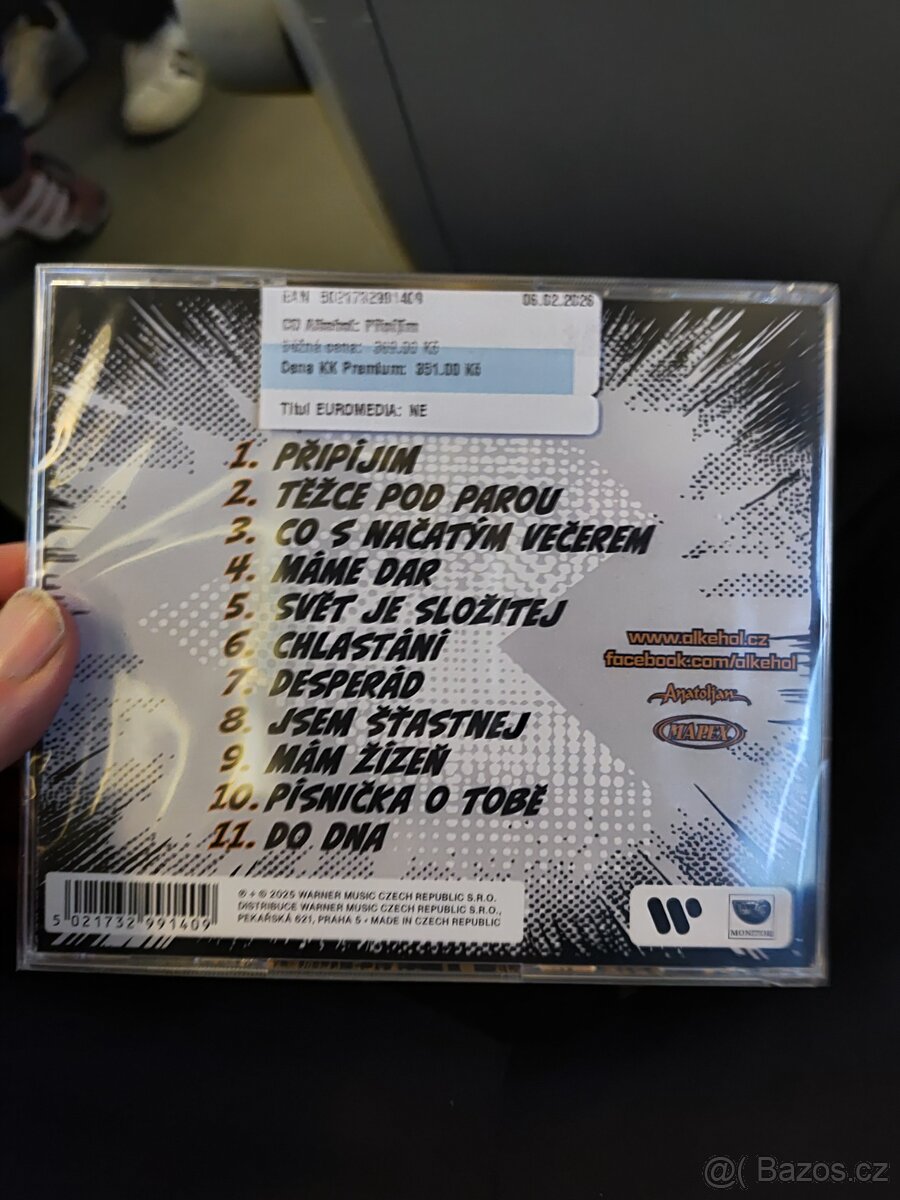 EAN 5021732991409 06.02.2026
CD Alkehol: Připíjím
Běžná cena: 369.00 Kč
Cena KK Premium: 351.00 Kč
Titul EUROMEDIA: NE
1. PŘIPÍJIM
2. TĚŽCE POD PAROU
3. CO S NAČATÝM VEČEREM
4. MÁME DAR
5. SVĚT JE SLOŽITEJ
6. CHLASTÁNÍ
7. DESPERÁD
8. JSEM ŠŤASTNEJ
9. MÁM ŽÍZEŇ
10. PÍSNIČKA O TOBĚ
11. DO DNA
www.alkehol.cz
facebook.com/alkehol
Anatolian
MAPEX
5 021732 991409
℗ + © 2025 WARNER MUSIC CZECH REPUBLIC S.R.O.
DISTRIBUCE WARNER MUSIC CZECH REPUBLIC S.R.O.,
PEKAŘSKÁ 621, PRAHA 5 • MADE IN CZECH REPUBLIC
MONITOR
@( Bazos.cz